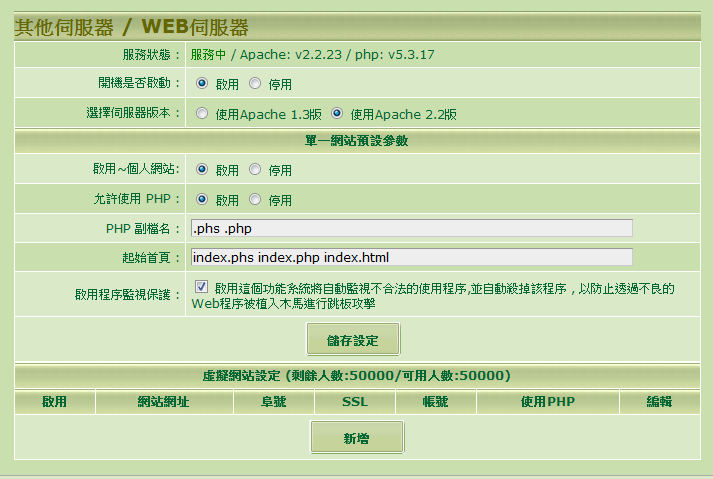 其他伺服器 / WEB伺服器
服務狀態 : 服務中 / Apache: v2.2.23 / php: v5.3.17
開機是否啟動 : 啟用 停用
選擇伺服器版本 : 使用Apache 1.3版 使用Apache 2.2版
單一網站預設參數
啟用~個人網站: 啟用 停用
允許使用 PHP : 啟用 停用
PHP 副檔名 : .phs .php
起始首頁 : index.phs index.php index.html
啟用程序監視保護 : 啟用這個功能系統將自動監視不合法的使用程序,並自動殺掉該程序，以防止透過不良的
Web程序被植入木馬進行跳板攻擊
儲存設定
虛擬網站設定 (剩餘人數:50000/可用人數:50000)
啟用 網站網址 阜號 SSL 帳號 使用PHP 編輯
新增